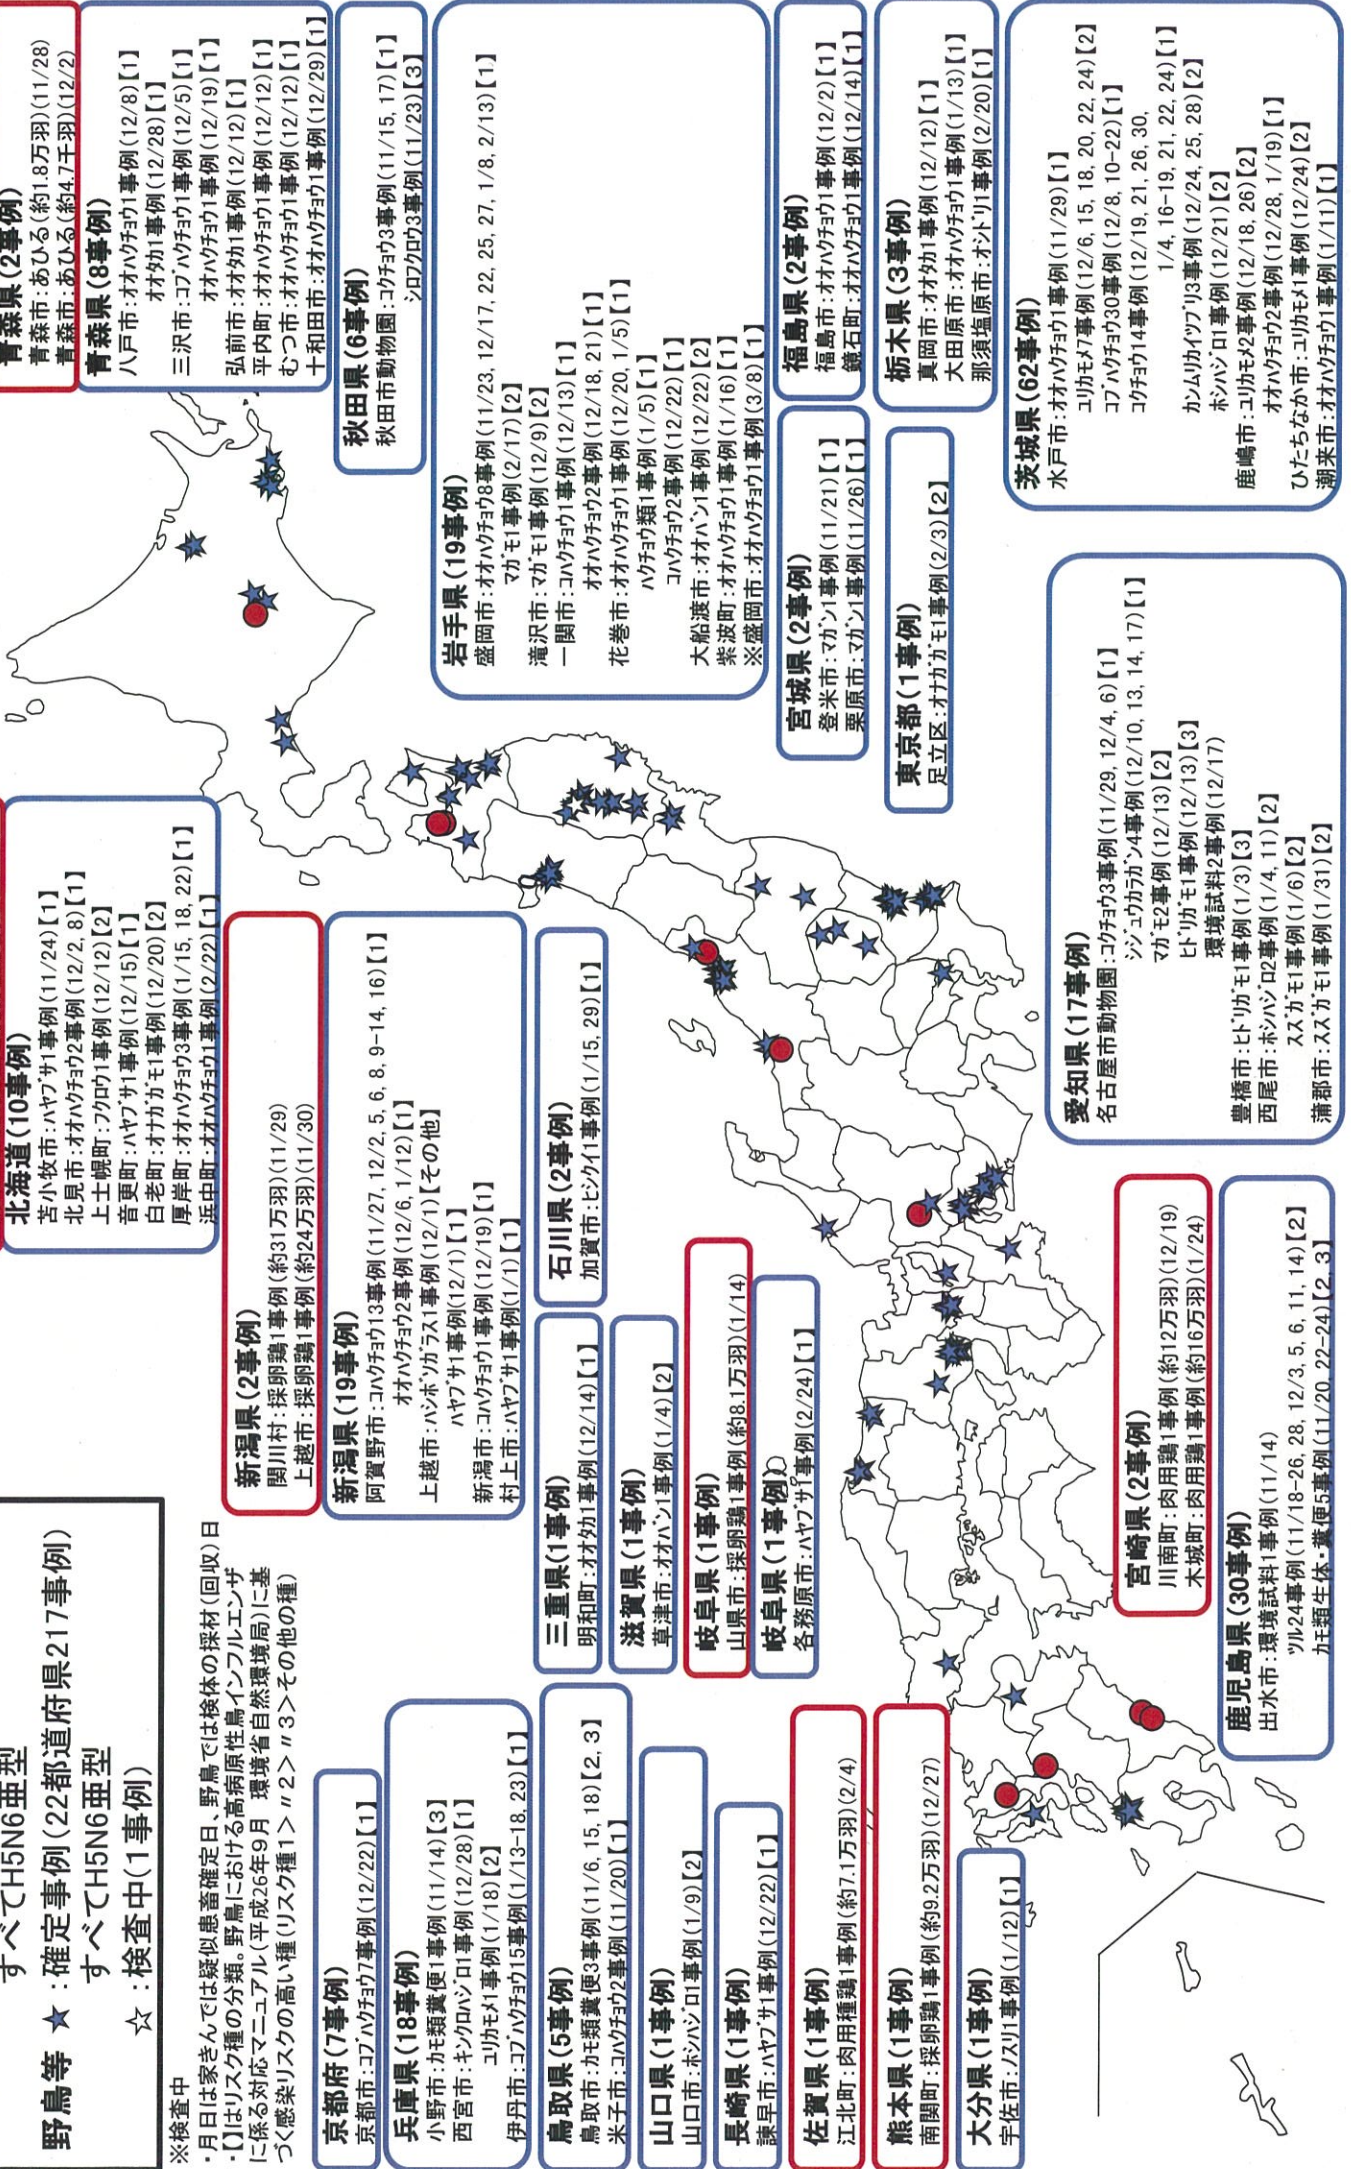 すべてH5N6亜型
野鳥等 ★:確定事例(22都道府県217事例)
すべてH5N6亜型
☆:検査中(1事例)
※検査中
・月日は家きんでは疑似患畜確定日、野鳥では検体の採材(回収)日
・【】はリスク種の分類。野鳥における高病原性鳥インフルエンザ
に係る対応マニュアル(平成26年9月 環境省自然環境局)に基
づく感染リスクの高い種(リスク種1>〃2>〃3>その他の種)
京都府(7事例)
京都市:コブハクチョウ7事例(12/22)【1】
兵庫県(18事例)
小野市:カモ類糞便1事例(11/14)【3】
西宮市:キンクロハジロ1事例(12/28)【1】
ユリカモメ1事例(1/18)【2】
伊丹市:コブハクチョウ15事例(1/13-18, 23)【1】
鳥取県(5事例)
鳥取市:カモ類糞便3事例(11/6, 15, 18)【2, 3】
米子市:コハクチョウ2事例(11/20)【1】
山口県(1事例)
山口市:ホシハジロ1事例(1/9)【2】
長崎県(1事例)
諫早市:ハヤブサ1事例(12/22)【1】
佐賀県(1事例)
江北町:肉用種鶏1事例(約7.1万羽)(2/4)
熊本県(1事例)
南関町:採卵鶏1事例(約9.2万羽)(12/27)
大分県(1事例)
宇佐市:ノスリ1事例(1/12)【1】
北海道(10事例)
苫小牧市:ハヤブサ1事例(11/24)【1】
北見市:オオハクチョウ2事例(12/2, 8)【1】
上士幌町:フクロウ1事例(12/12)【2】
音更町:ハヤブサ1事例(12/15)【1】
白老町:オナガガモ1事例(12/20)【2】
厚岸町:オオハクチョウ3事例(1/15, 18, 22)【1】
浜中町:オオハクチョウ1事例(2/22)【1】
新潟県(2事例)
関川村:採卵鶏1事例(約31万羽)(11/29)
上越市:採卵鶏1事例(約24万羽)(11/30)
新潟県(19事例)
阿賀野市:コハクチョウ13事例(11/27, 12/2, 5, 6, 8, 9-14, 16)【1】
オオハクチョウ2事例(12/6, 1/12)【1】
上越市:ハシボソガラス1事例(12/1)【その他】
ハヤブサ1事例(12/1)【1】
新潟市:コハクチョウ1事例(12/19)【1】
村上市:ハヤブサ1事例(1/1)【1】
石川県(2事例)
加賀市:ヒシクイ1事例(1/15, 29)【1】
三重県(1事例)
明和町:オオタカ1事例(12/14)【1】
滋賀県(1事例)
草津市:オオバン1事例(1/4)【2】
岐阜県(1事例)
山県市:採卵鶏1事例(約8.1万羽)(1/14)
岐阜県(1事例)
各務原市:ハヤブサ1事例(2/24)【1】
宮崎県(2事例)
川南町:肉用鶏1事例(約12万羽)(12/19)
木城町:肉用鶏1事例(約16万羽)(1/24)
鹿児島県(30事例)
出水市:環境試料1事例(11/14)
ツル24事例(11/18-26, 28, 12/3, 5, 6, 11, 14)【2】
カモ類生体・糞便5事例(11/20, 22-24)【2, 3】
青森県(2事例)
青森市:あひる(約1.8万羽)(11/28)
青森市:あひる(約4.7千羽)(12/2)
青森県(8事例)
八戸市:オオハクチョウ1事例(12/8)【1】
オオタカ1事例(12/28)【1】
三沢市:コブハクチョウ1事例(12/5)【1】
オオハクチョウ1事例(12/19)【1】
弘前市:オオタカ1事例(12/12)【1】
平内町:オオハクチョウ1事例(12/12)【1】
むつ市:オオハクチョウ1事例(12/12)【1】
十和田市:オオハクチョウ1事例(12/29)【1】
秋田県(6事例)
秋田市動物園:コクチョウ3事例(11/15, 17)【1】
シロフクロウ3事例(11/23)【3】
岩手県(19事例)
盛岡市:オオハクチョウ8事例(11/23, 12/17, 22, 25, 27, 1/8, 2/13)【1】
マガモ1事例(2/17)【2】
滝沢市:マガモ1事例(12/9)【2】
一関市:コハクチョウ1事例(12/13)【1】
オオハクチョウ2事例(12/18, 21)【1】
花巻市:オオハクチョウ1事例(12/20, 1/5)【1】
ハクチョウ類1事例(1/5)【1】
コハクチョウ2事例(12/22)【1】
大船渡市:オオバン1事例(12/22)【2】
紫波町:オオハクチョウ1事例(1/16)【1】
※盛岡市:オオハクチョウ1事例(3/8)【1】
宮城県(2事例)
登米市:マガン1事例(11/21)【1】
栗原市:マガン1事例(11/26)【1】
福島県(2事例)
福島市:オオハクチョウ1事例(12/2)【1】
鏡石町:オオハクチョウ1事例(12/14)【1】
東京都(1事例)
足立区:オナガガモ1事例(2/3)【2】
栃木県(3事例)
真岡市:オオタカ1事例(12/12)【1】
大田原市:オオハクチョウ1事例(1/13)【1】
那須塩原市:オシドリ1事例(2/20)【1】
茨城県(62事例)
水戸市:オオハクチョウ1事例(11/29)【1】
ユリカモメ7事例(12/6, 15, 18, 20, 22, 24)【2】
コブハクチョウ30事例(12/8, 10-22)【1】
コクチョウ14事例(12/19, 21, 26, 30,
1/4, 16-19, 21, 22, 24)【1】
カンムリカイツブリ3事例(12/24, 25, 28)【2】
ホシハジロ1事例(12/21)【2】
鹿嶋市:ユリカモメ2事例(12/18, 26)【2】
オオハクチョウ2事例(12/28, 1/19)【1】
ひたちなか市:ユリカモメ1事例(12/24)【2】
潮来市:オオハクチョウ1事例(1/11)【1】
愛知県(17事例)
名古屋市動物園:コクチョウ3事例(11/29, 12/4, 6)【1】
シジュウカラガン4事例(12/10, 13, 14, 17)【1】
マガモ2事例(12/13)【2】
ヒドリガモ1事例(12/13)【3】
環境試料2事例(12/17)
豊橋市:ヒドリガモ1事例(1/3)【3】
西尾市:ホシハジロ2事例(1/4, 11)【2】
スズガモ1事例(1/6)【2】
蒲郡市:スズガモ1事例(1/31)【2】